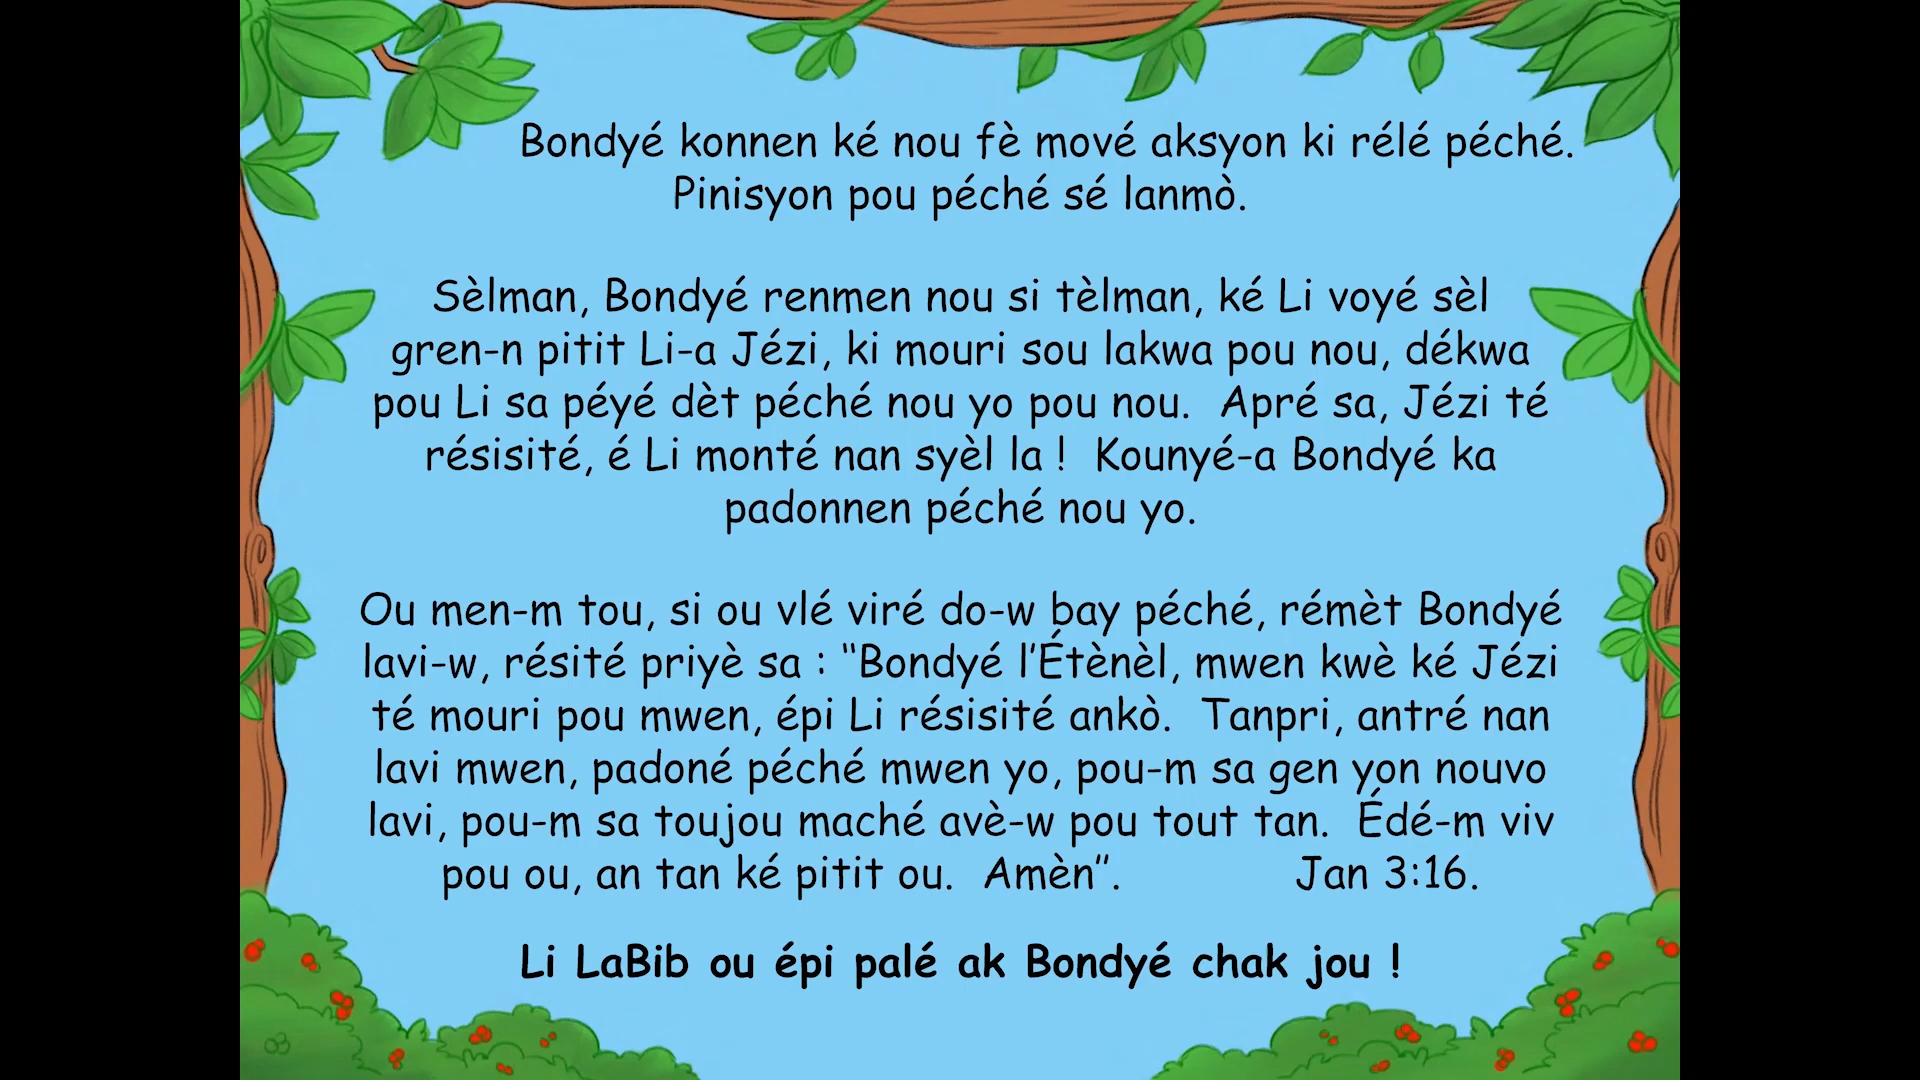 Bondyé konnen ké nou fè mové aksyon ki rélé péché.
Pinisyon pou péché sé lanmò.
Sèlman, Bondyé renmen nou si tèlman, ké Li voyé sèl
gren-n pitit Li-a Jézi, ki mouri sou lakwa pou nou, dékwa
pou Li sa péyé dèt péché nou yo pou nou.  Apré sa, Jézi té
résisité, é Li monté nan syèl la !  Kounyé-a Bondyé ka
padonnen péché nou yo.
Ou men-m tou, si ou vlé viré do-w bay péché, rémèt Bondyé
lavi-w, résité priyè sa : “Bondyé l’Étènèl, mwen kwè ké Jézi
té mouri pou mwen, épi Li résisité ankò.  Tanpri, antré nan
lavi mwen, padoné péché mwen yo, pou-m sa gen yon nouvo
lavi, pou-m sa toujou maché avè-w pou tout tan.  Édé-m viv
pou ou, an tan ké pitit ou.  Amèn”.  Jan 3:16.
Li LaBib ou épi palé ak Bondyé chak jou !